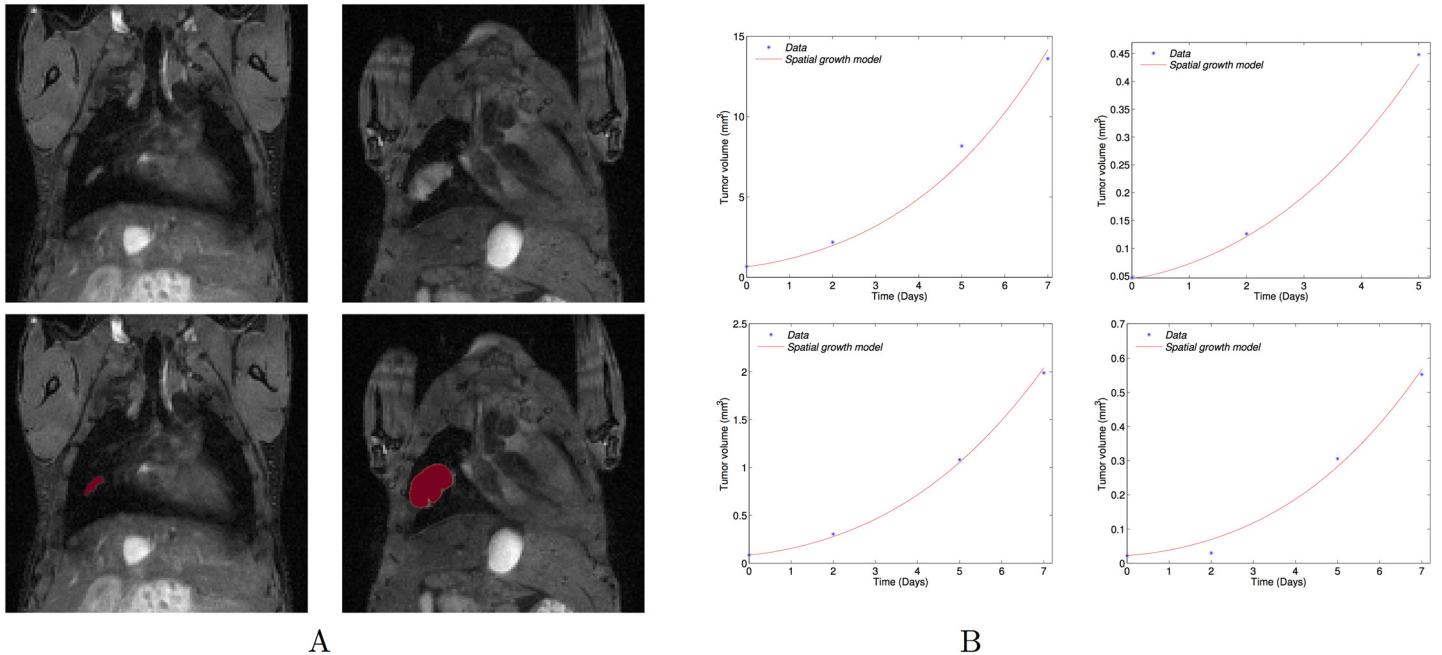 15
10
5
0
Tumor volume (mm³)
Data
Spatial growth model
0 1 2 3 4 5 6 7
Time (Days)
0.45
0.4
0.35
0.3
0.25
0.2
0.15
0.1
0.05
Tumor volume (mm³)
Data
Spatial growth model
0 1 2 3 4 5
Time (Days)
2.5
2
1.5
1
0.5
0
Tumor volume (mm³)
Data
Spatial growth model
0 1 2 3 4 5 6 7
Time (Days)
0.7
0.6
0.5
0.4
0.3
0.2
0.1
0
Tumor volume (mm³)
Data
Spatial growth model
0 1 2 3 4 5 6 7
Time (Days)
A
B